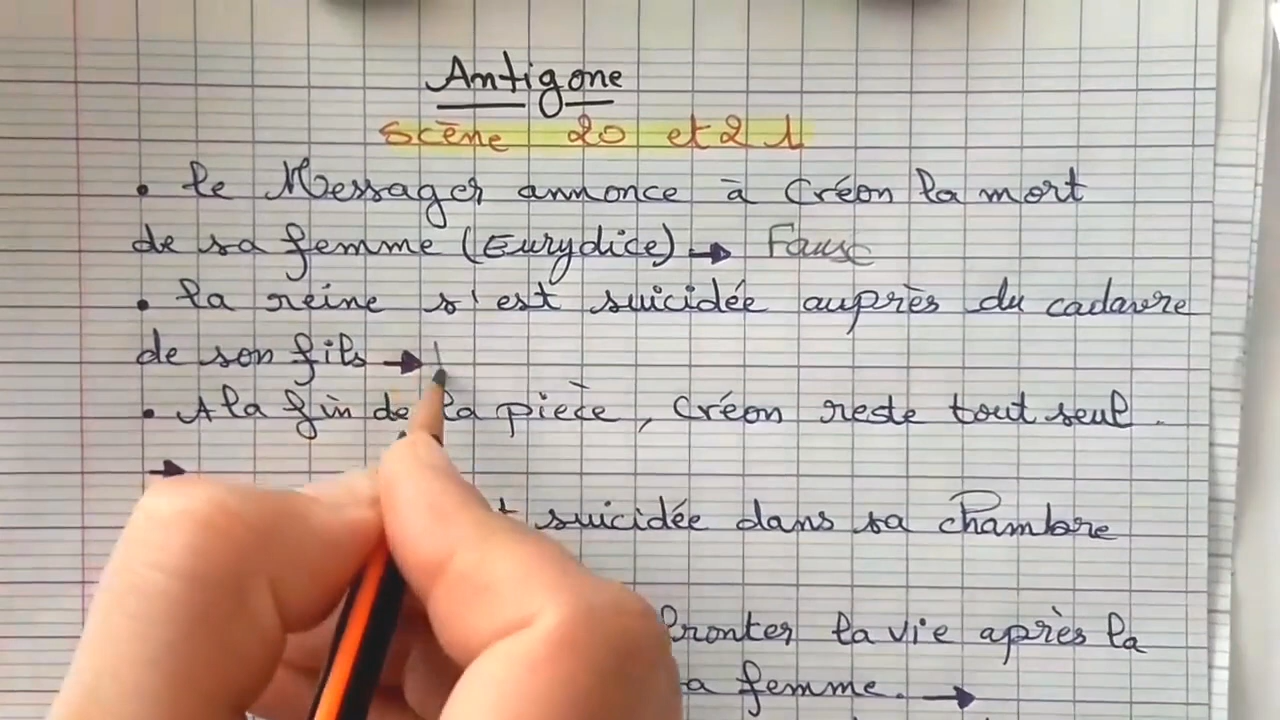 Antigone
scène 20 et 21
• le Messager annonce à Créon la mort
de sa femme (Eurydice) → Faux
• la reine s'est suicidée auprès du cadavre
de son fils →
• A la fin de la pièce, Créon reste tout seul.
→
suicidée dans sa chambre
la vie après la
a femme. →